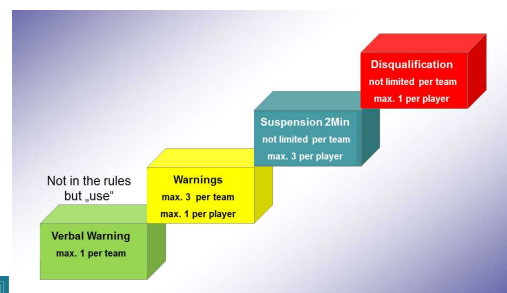 Disqualification
not limited per team
max. 1 per player
Suspension 2Min
not limited per team
max. 3 per player
Not in the rules
but „use“
Warnings
max. 3 per team
max. 1 per player
Verbal Warning
max. 1 per team